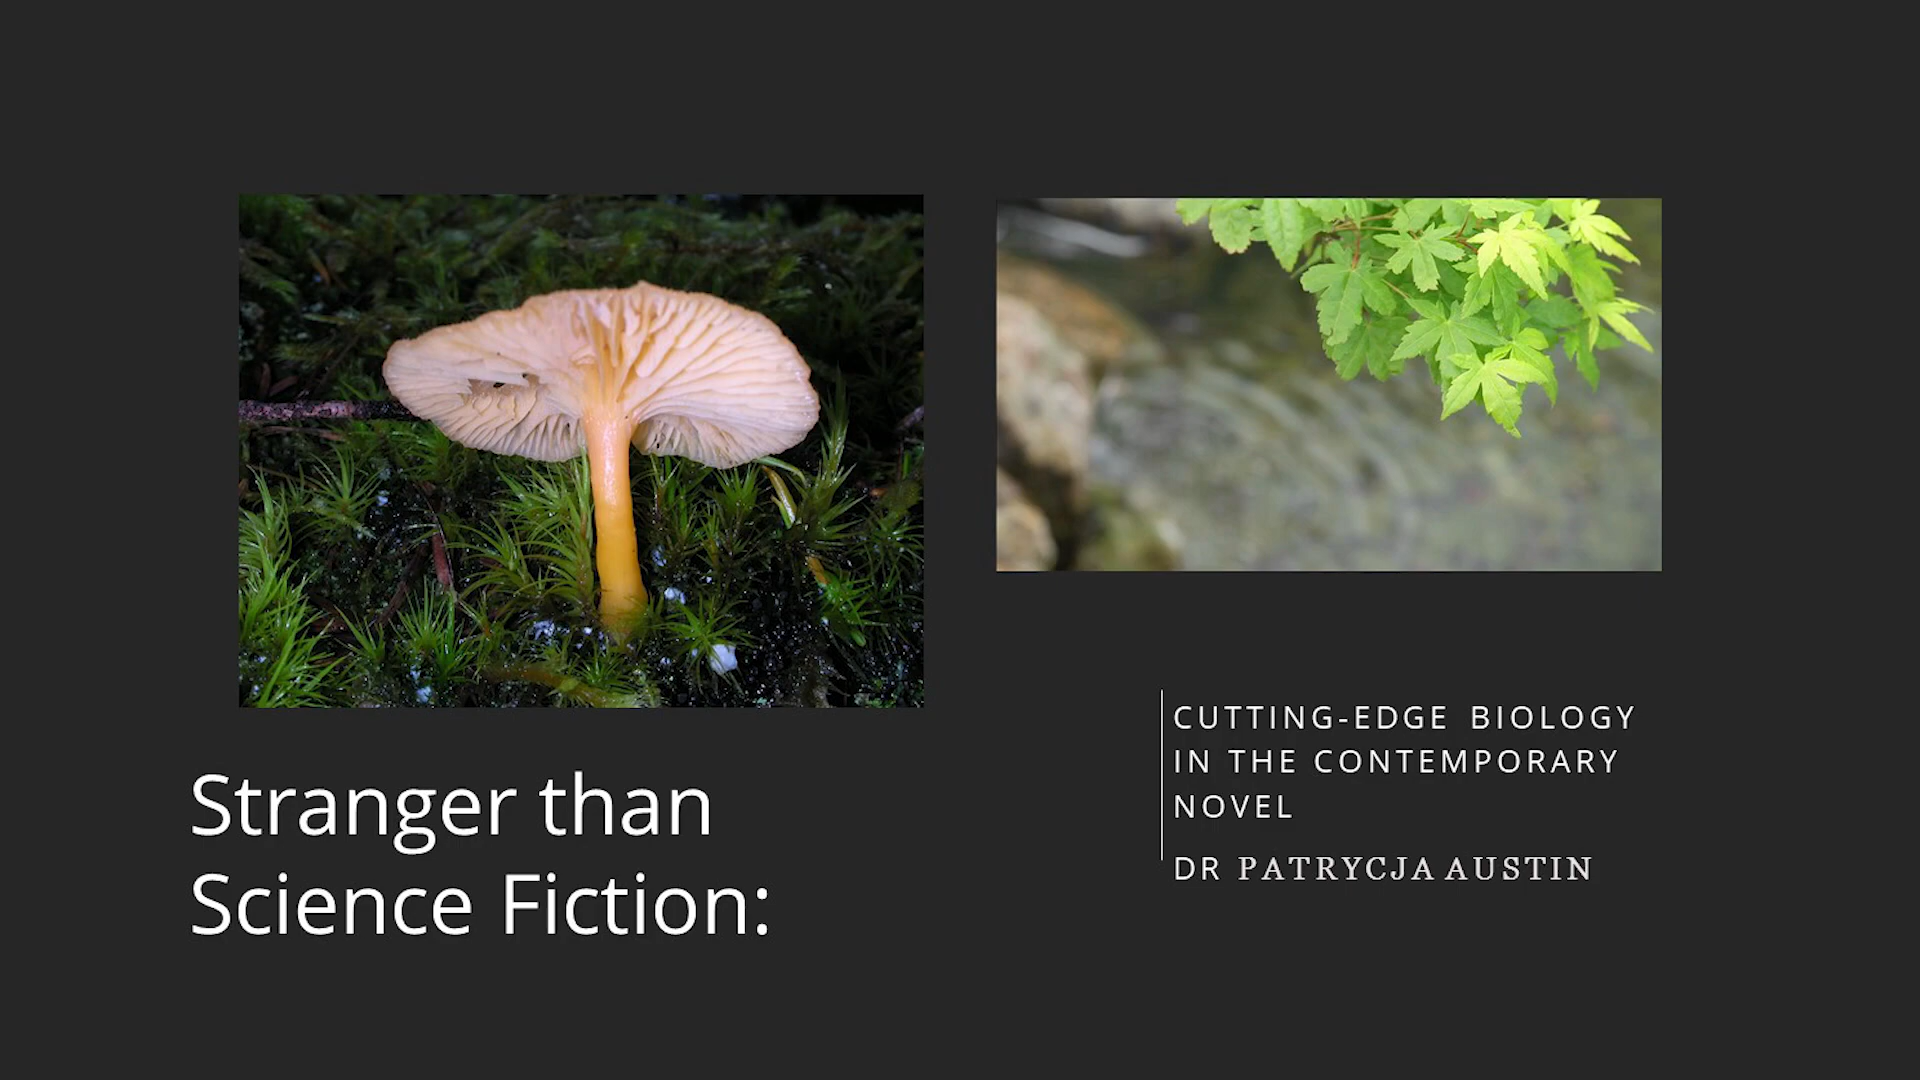 Stranger than
Science Fiction:
CUTTING-EDGE BIOLOGY
IN THE CONTEMPORARY
NOVEL
DR PATRYCJA AUSTIN